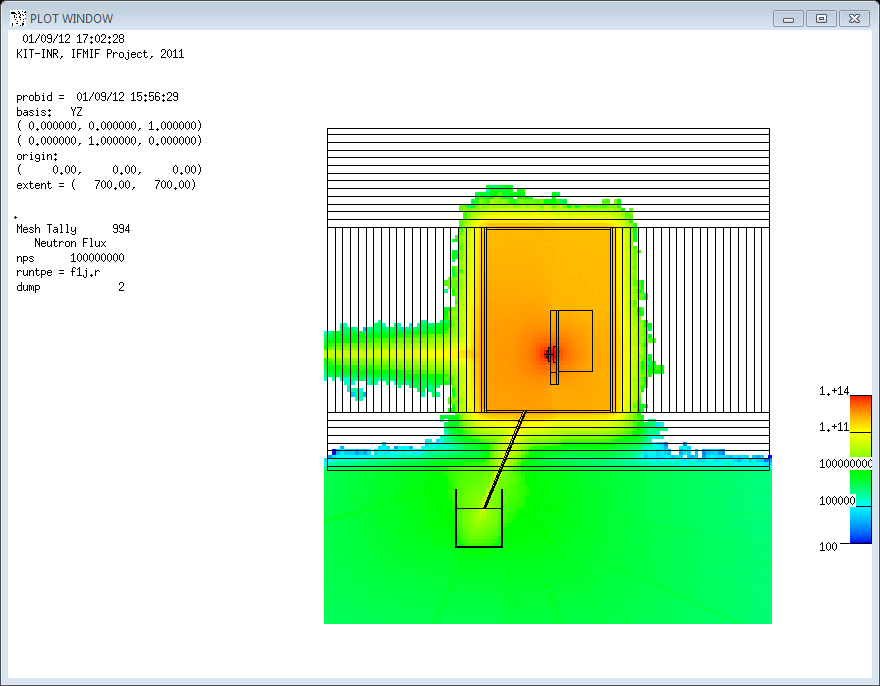 PLOT WINDOW
01/09/12 17:02:28
KIT-INR, IFMIF Project, 2011
probid = 01/09/12 15:56:29
basis: YZ
( 0.000000, 0.000000, 1.000000)
( 0.000000, 1.000000, 0.000000)
origin:
( 0.00, 0.00, 0.00)
extent = ( 700.00, 700.00)
Mesh Tally 994
Neutron Flux
nps 100000000
runtpe = f1j.r
dump 2
1.+14
1.+11
100000000
100000
100